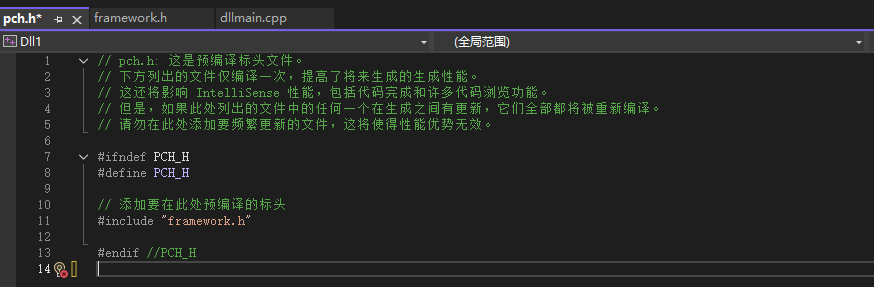 pch.h*
framework.h
dllmain.cpp
Dll1
(全局范围)
1 // pch.h: 这是预编译标头文件。
2 // 下方列出的文件仅编译一次，提高了将来生成的生成性能。
3 // 这还将影响 IntelliSense 性能，包括代码完成和许多代码浏览功能。
4 // 但是，如果此处列出的文件中的任何一个在生成之间有更新，它们全部都将被重新编译。
5 // 请勿在此处添加要频繁更新的文件，这将使得性能优势无效。
6
7 #ifndef PCH_H
8 #define PCH_H
9
10 // 添加要在此处预编译的标头
11 #include "framework.h"
12
13 #endif //PCH_H
14